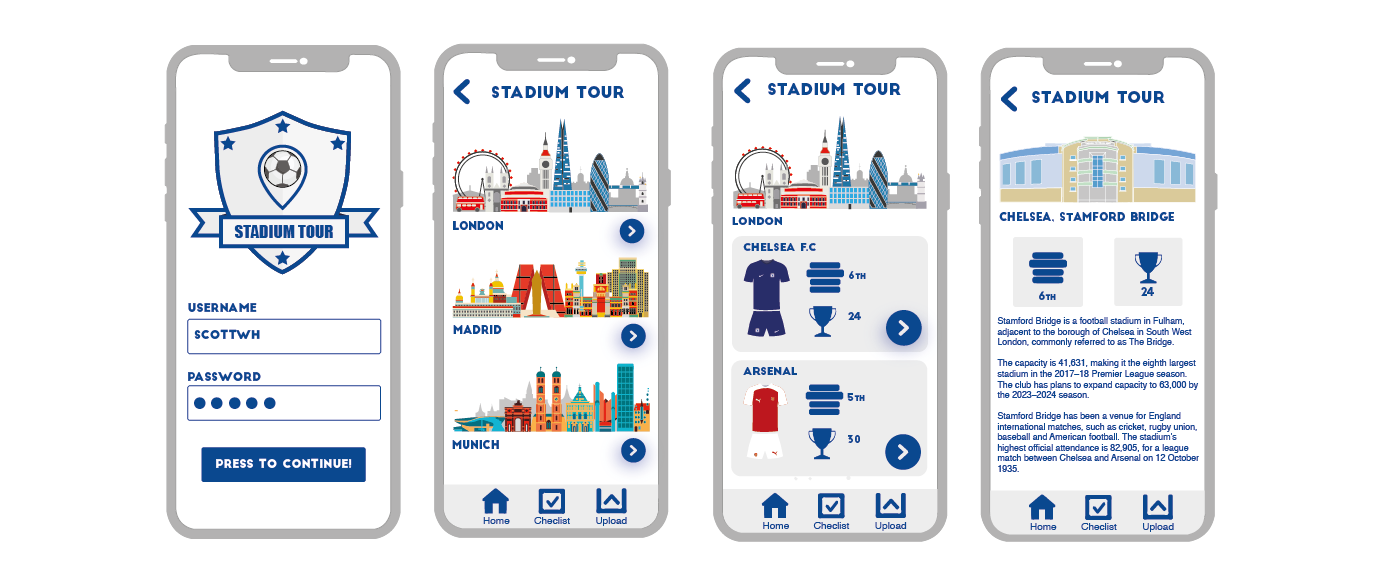 STADIUM TOUR
USERNAME
SCOTTWH
PASSWORD
PRESS TO CONTINUE!
STADIUM TOUR
LONDON
MADRID
MUNICH
Home Checlist Upload
STADIUM TOUR
LONDON
CHELSEA F.C
6TH
24
ARSENAL
5TH
30
Home Checlist Upload
STADIUM TOUR
CHELSEA, STAMFORD BRIDGE
6TH 24
Stamford Bridge is a football stadium in Fulham,
adjacent to the borough of Chelsea in South West
London, commonly referred to as The Bridge.
The capacity is 41,631, making it the eighth largest
stadium in the 2017–18 Premier League season.
The club has plans to expand capacity to 63,000 by
the 2023–2024 season.
Stamford Bridge has been a venue for England
international matches, such as cricket, rugby union,
baseball and American football. The stadium's
highest official attendance is 82,905, for a league
match between Chelsea and Arsenal on 12 October
1935.
Home Checlist Upload